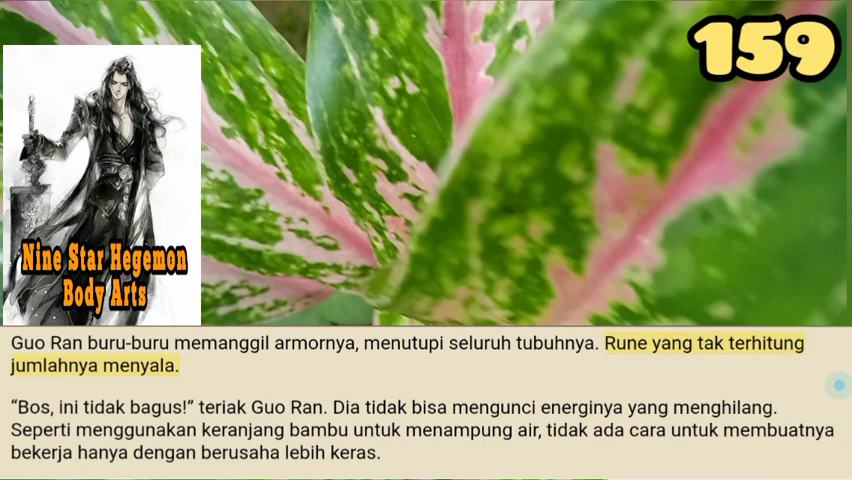 159
Nine Star Hegemon
Body Arts
Guo Ran buru-buru memanggil armornya, menutupi seluruh tubuhnya. Rune yang tak terhitung
jumlahnya menyala.
“Bos, ini tidak bagus!” teriak Guo Ran. Dia tidak bisa mengunci energinya yang menghilang.
Seperti menggunakan keranjang bambu untuk menampung air, tidak ada cara untuk membuatnya
bekerja hanya dengan berusaha lebih keras.